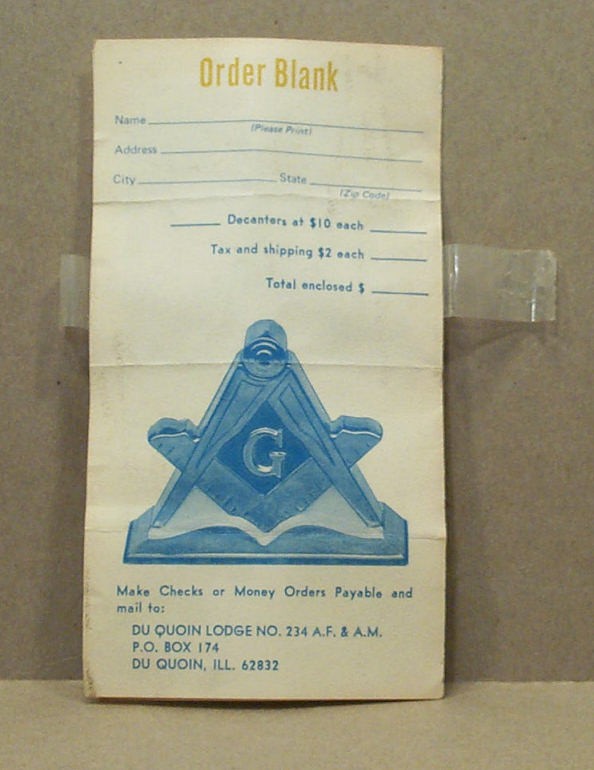 Order Blank
Name
(Please Print)
Address
City State
(Zip Code)
Decanters at $10 each
Tax and shipping $2 each
Total enclosed $
G
Make Checks or Money Orders Payable and
mail to:
DU QUOIN LODGE NO. 234 A.F. & A.M.
P.O. BOX 174
DU QUOIN, ILL. 62832